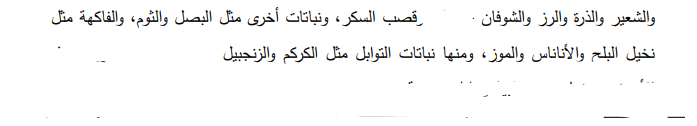 والشعير والذرة والرز والشوفان وقصب السكر، ونباتات أخرى مثل البصل والثوم، والفاكهة مثل
نخيل البلح والأناناس والموز، ومنها نباتات التوابل مثل الكركم والزنجبيل